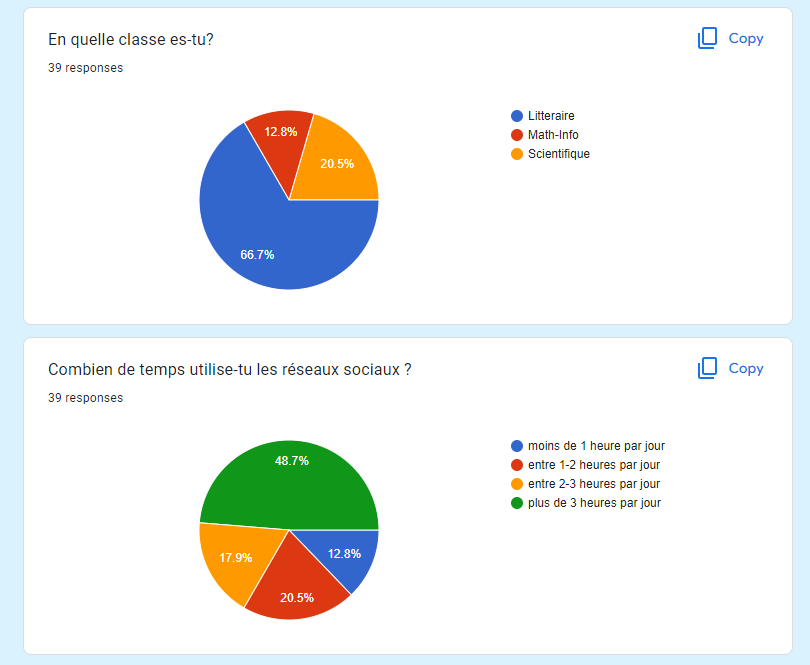 En quelle classe es-tu?
Copy
39 responses
12.8%
20.5%
66.7%
Litteraire
Math-Info
Scientifique
Combien de temps utilise-tu les réseaux sociaux ?
Copy
39 responses
48.7%
17.9%
12.8%
20.5%
moins de 1 heure par jour
entre 1-2 heures par jour
entre 2-3 heures par jour
plus de 3 heures par jour